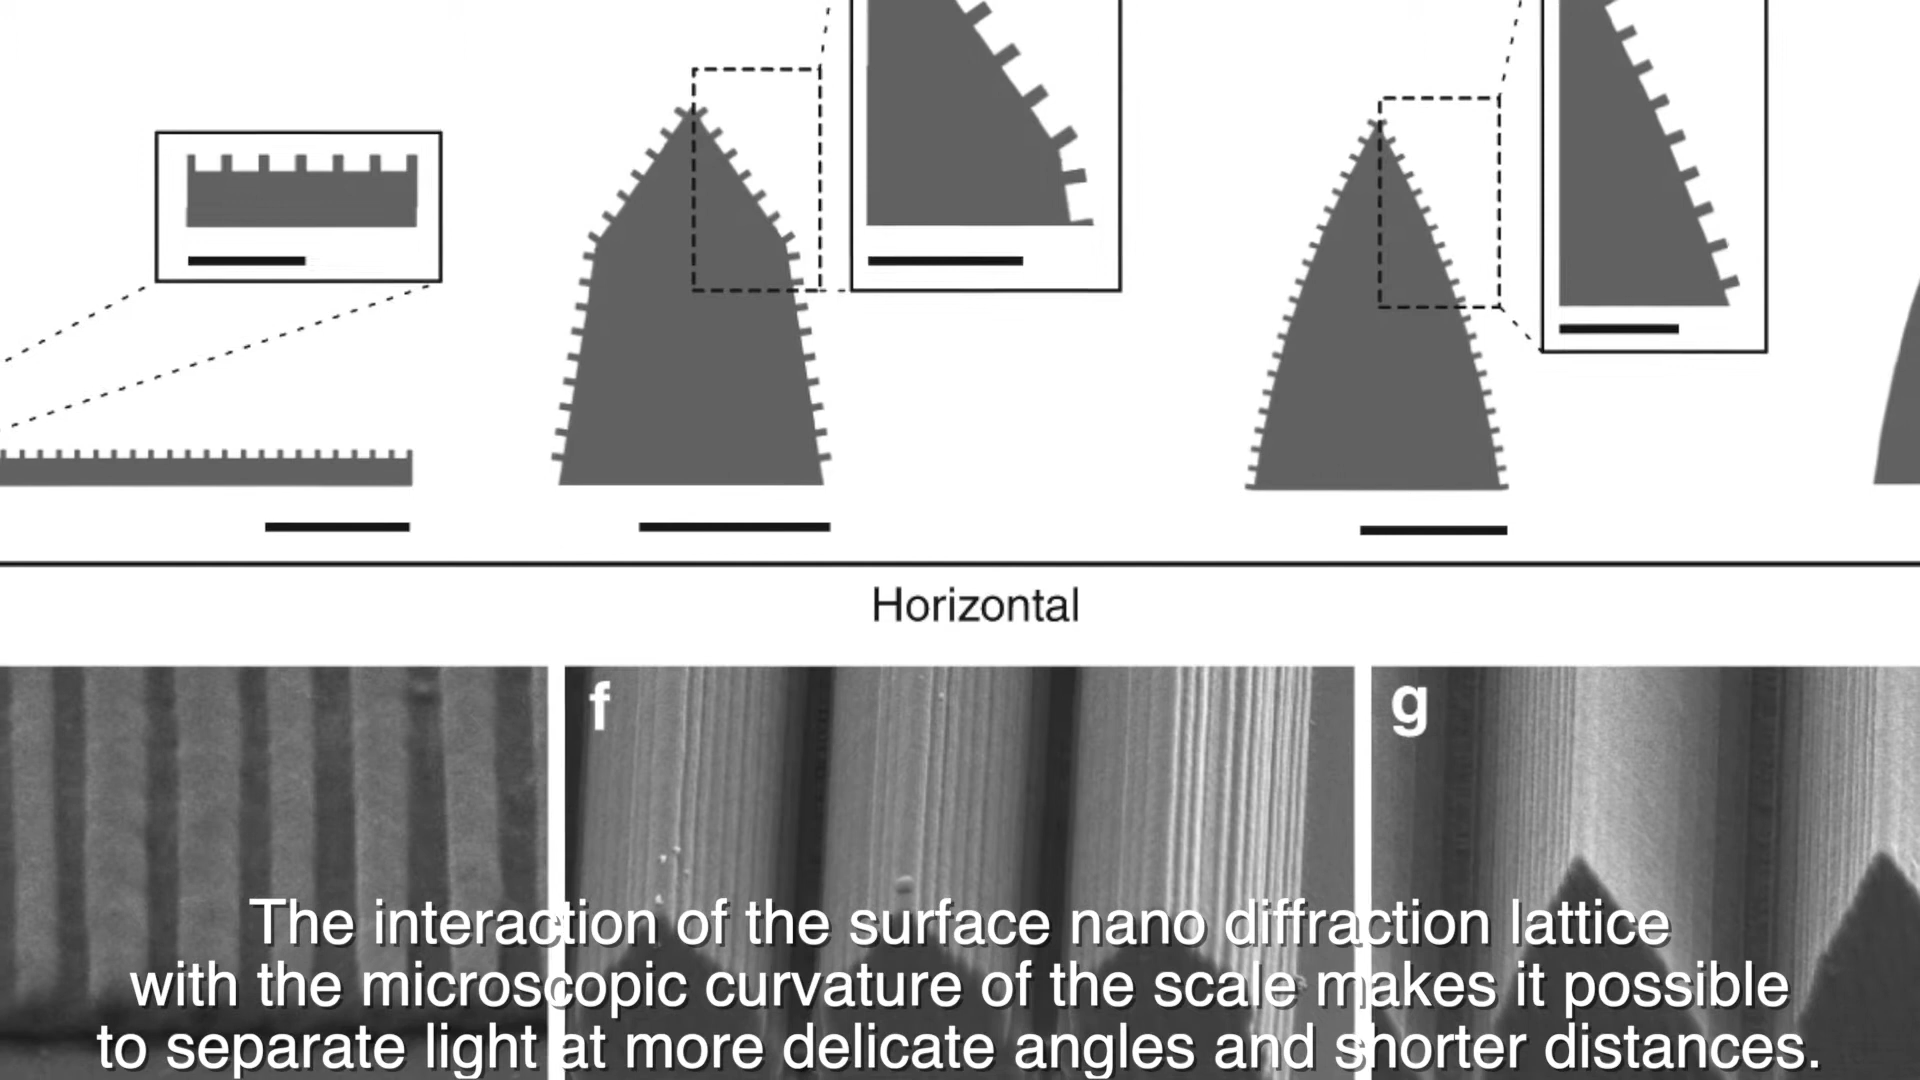 Horizontal
f
g
The interaction of the surface nano diffraction lattice
with the microscopic curvature of the scale makes it possible
to separate light at more delicate angles and shorter distances.